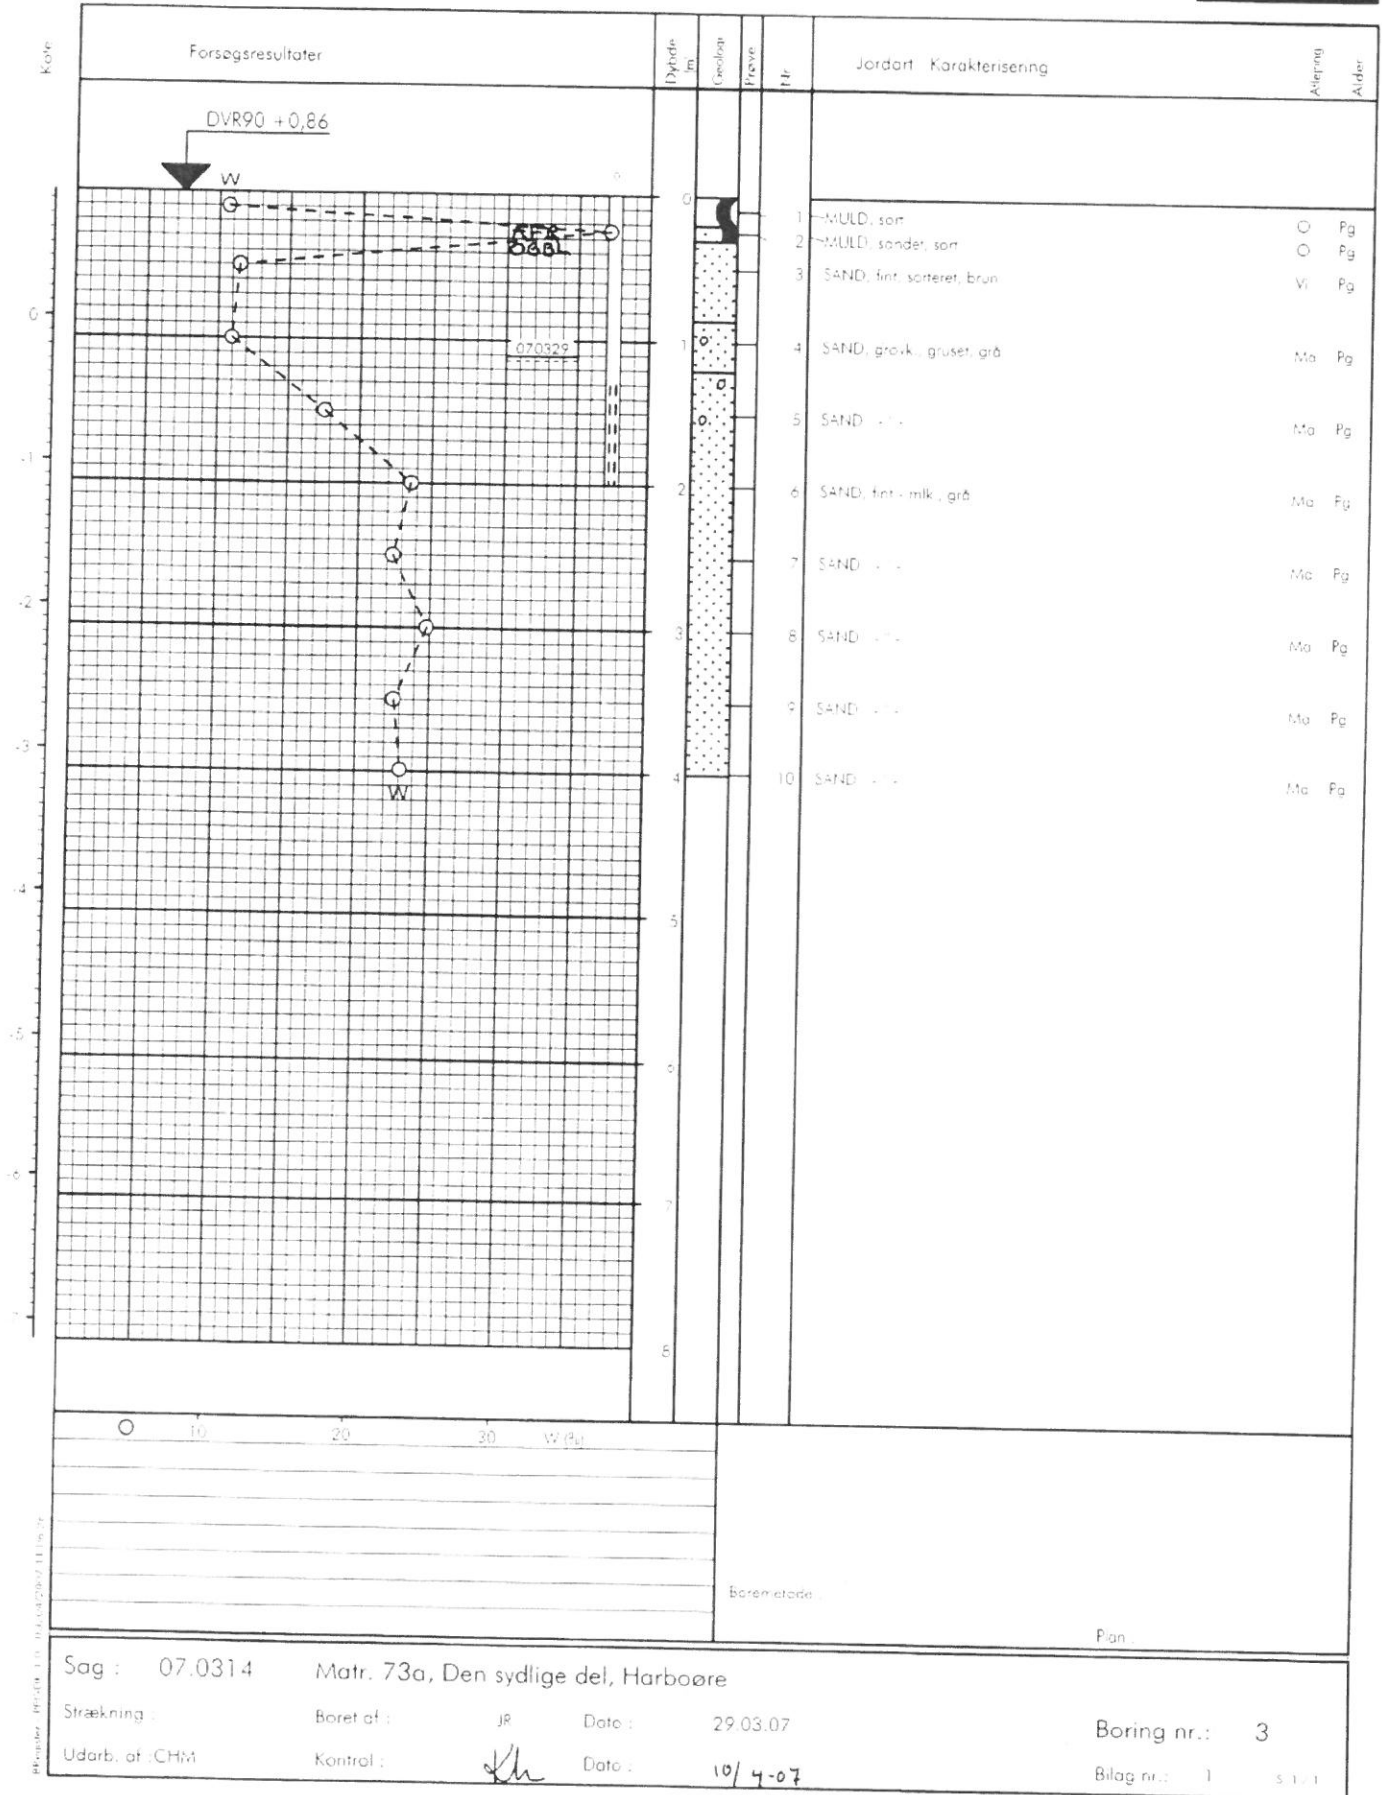 Kote
Forsøgsresultater
Dybde
m
Geologi
Prøve
Nr
Jordart Karakterisering
Aflejring
Alder
DVR90 +0,86
W
0
1 MULD, sort O Pg
AFR
OGBL
2 MULD, sandet, sort O Pg
3 SAND, fint, sorteret, brun Vi Pg
0
070329
1
4 SAND, grovk., gruset, grå Ma Pg
5 SAND Ma Pg
-1
2
6 SAND, fint - mlk., grå Ma Pg
7 SAND Ma Pg
-2
3
8 SAND Ma Pg
9 SAND Ma Pg
-3
4
10 SAND Ma Pg
W
-4
5
-5
6
-6
7
8
O 10 20 30 W (%)
Boremetode :
Plan :
Sag : 07.0314 Matr. 73a, Den sydlige del, Harboøre
Strækning : Boret af : JR Dato : 29.03.07 Boring nr.: 3
Udarb. af : CHM Kontrol : Kh Dato : 10/4-07 Bilag nr.: 1 S. 1/1